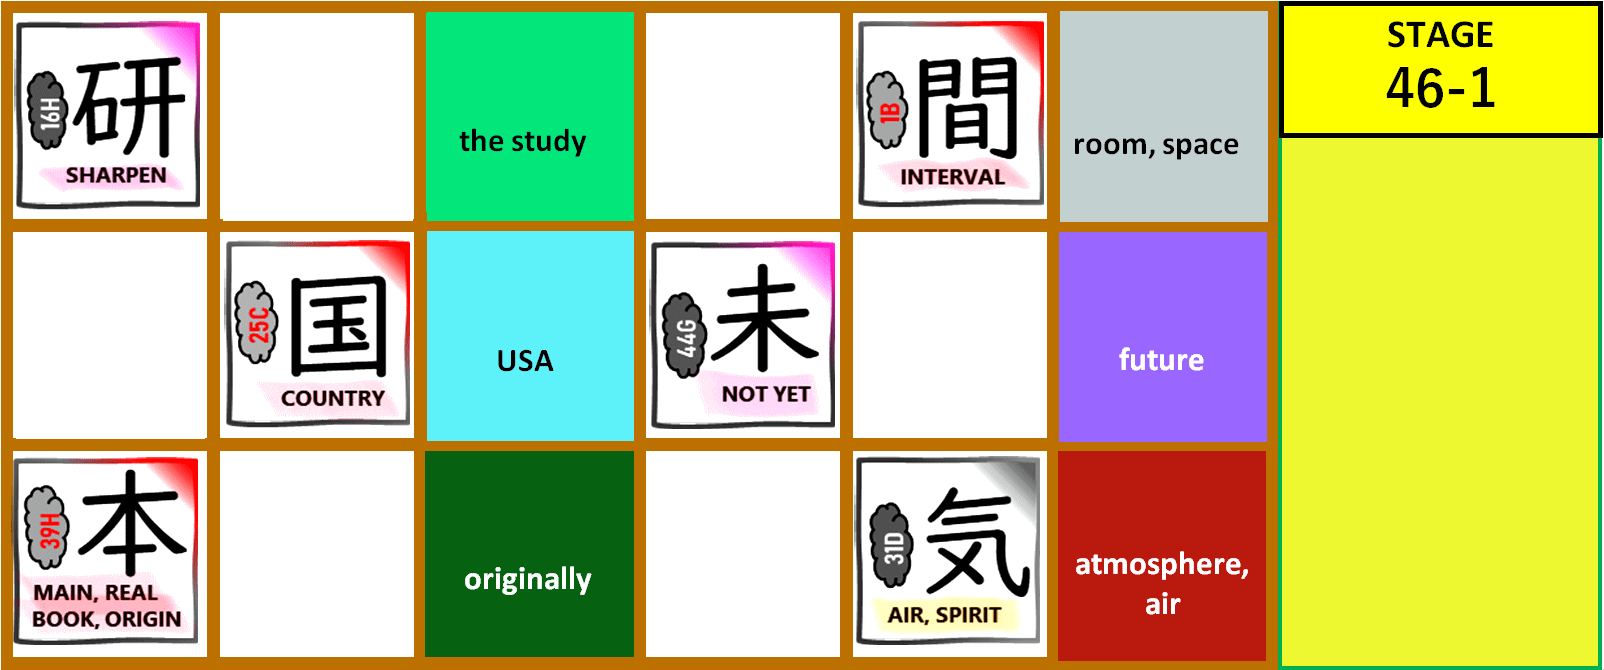 16H
研
SHARPEN
the study
1B
間
INTERVAL
room, space
STAGE
46-1
25C
国
COUNTRY
USA
44G
未
NOT YET
future
39H
本
MAIN, REAL
BOOK, ORIGIN
originally
31D
気
AIR, SPIRIT
atmosphere,
air